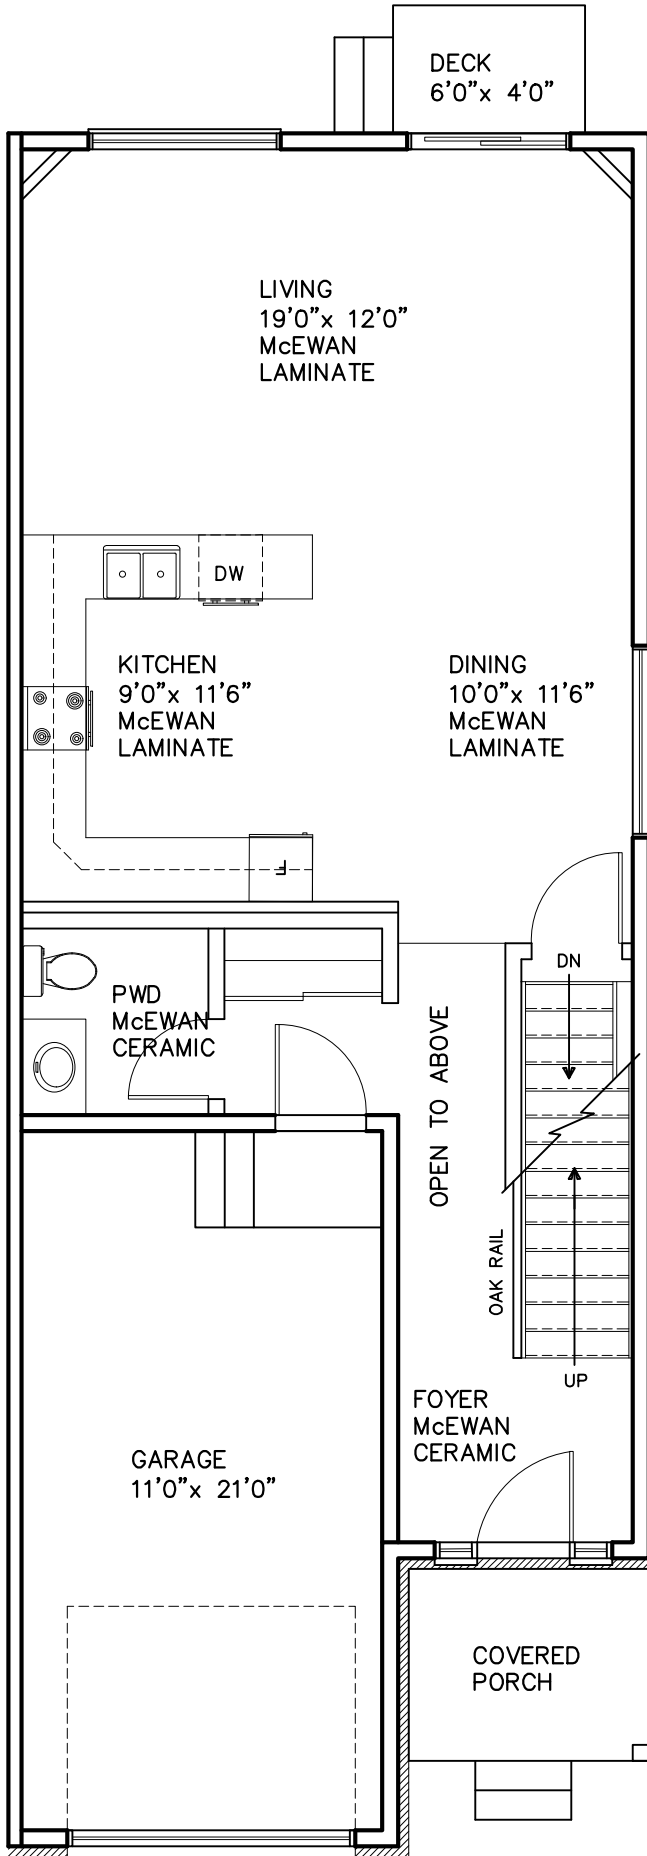 DECK
6'0"x 4'0"
LIVING
19'0"x 12'0"
McEWAN
LAMINATE
DW
KITCHEN
9'0"x 11'6"
McEWAN
LAMINATE
DINING
10'0"x 11'6"
McEWAN
LAMINATE
F
DN
PWD
McEWAN
CERAMIC
OPEN TO ABOVE
OAK RAIL
UP
FOYER
McEWAN
CERAMIC
GARAGE
11'0"x 21'0"
COVERED
PORCH